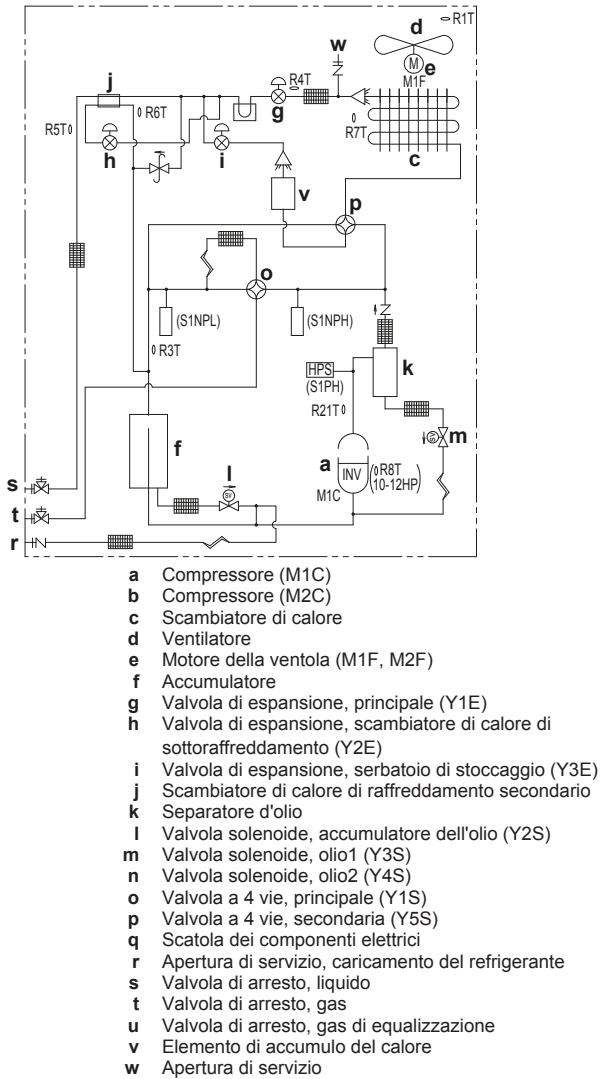 R1T
d
w
M
e
M1F
R4T
j
g
R6T
R5T
h
i
R7T
c
v
p
o
(S1NPL)
(S1NPH)
R3T
HPS
(S1PH)
k
R21T
f
l
SV
a
INV
R8T
10-12HP)
M1C
SV
m
s
t
r
a Compressore (M1C)
b Compressore (M2C)
c Scambiatore di calore
d Ventilatore
e Motore della ventola (M1F, M2F)
f Accumulatore
g Valvola di espansione, principale (Y1E)
h Valvola di espansione, scambiatore di calore di
sottoraffreddamento (Y2E)
i Valvola di espansione, serbatoio di stoccaggio (Y3E)
j Scambiatore di calore di raffreddamento secondario
k Separatore d'olio
l Valvola solenoide, accumulatore dell'olio (Y2S)
m Valvola solenoide, olio1 (Y3S)
n Valvola solenoide, olio2 (Y4S)
o Valvola a 4 vie, principale (Y1S)
p Valvola a 4 vie, secondaria (Y5S)
q Scatola dei componenti elettrici
r Apertura di servizio, caricamento del refrigerante
s Valvola di arresto, liquido
t Valvola di arresto, gas
u Valvola di arresto, gas di equalizzazione
v Elemento di accumulo del calore
w Apertura di servizio